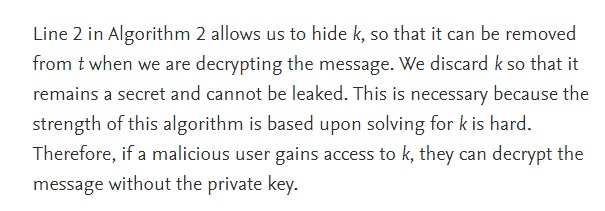 Line 2 in Algorithm 2 allows us to hide k, so that it can be removed
from t when we are decrypting the message. We discard k so that it
remains a secret and cannot be leaked. This is necessary because the
strength of this algorithm is based upon solving for k is hard.
Therefore, if a malicious user gains access to k, they can decrypt the
message without the private key.